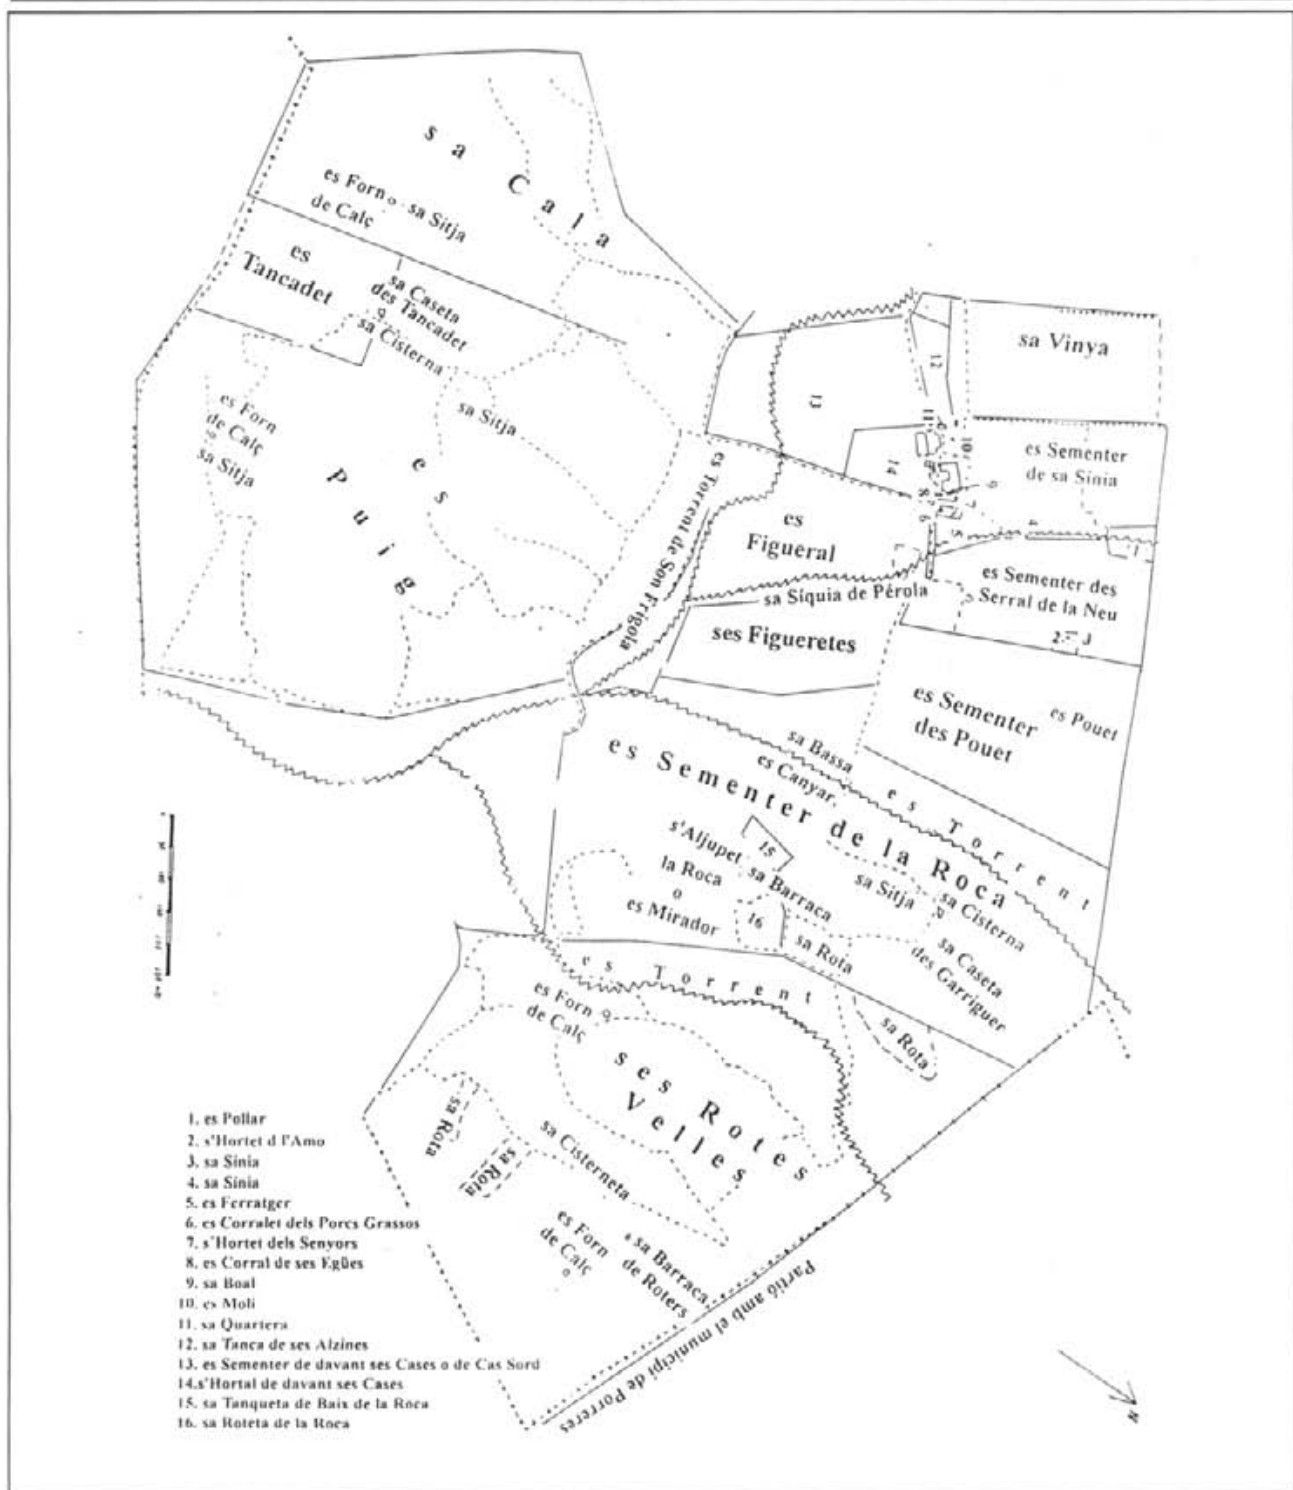 sa Cala
es Forn
de Calç
sa Sitja
es
Tancadet
sa Caseta
des Tancadet
sa Cisterna
es Forn
de Calç
sa Sitja
sa Sitja
es
Puig
es Torrent de Son Frigola
sa Vinya
12
13
11
10
14
9
8
7
6
5
4
es Sementer
de sa Sínia
es
Figueral
es Sementer des
Serral de la Neu
sa Síquia de Pérola
ses Figueretes
2
3
es Sementer
des Pouet
es Pouet
sa Bassa
es Canyar
es Torrent
es Sementer de la Roca
15
s'Aljupet
sa Barraca
la Roca
o
es Mirador
16
sa Rota
sa Sitja
sa Cisterna
sa Caseta
des Garriguer
es Torrent
es Forn
de Calç
sa Rota
ses Rotes
Velles
sa Rota
sa Rota
sa Cisterneta
es Forn
de Calç
sa Barraca
de Roters
Partió amb el municipi de Porreres
1. es Pollar
2. s'Hortet d l'Amo
3. sa Sínia
4. sa Sínia
5. es Ferratger
6. es Corralet dels Porcs Grassos
7. s'Hortet dels Senyors
8. es Corral de ses Egües
9. sa Boal
10. es Molí
11. sa Quartera
12. sa Tanca de ses Alzines
13. es Sementer de davant ses Cases o de Cas Sord
14.s'Hortal de davant ses Cases
15. sa Tanqueta de Baix de la Roca
16. sa Roteta de la Roca
N